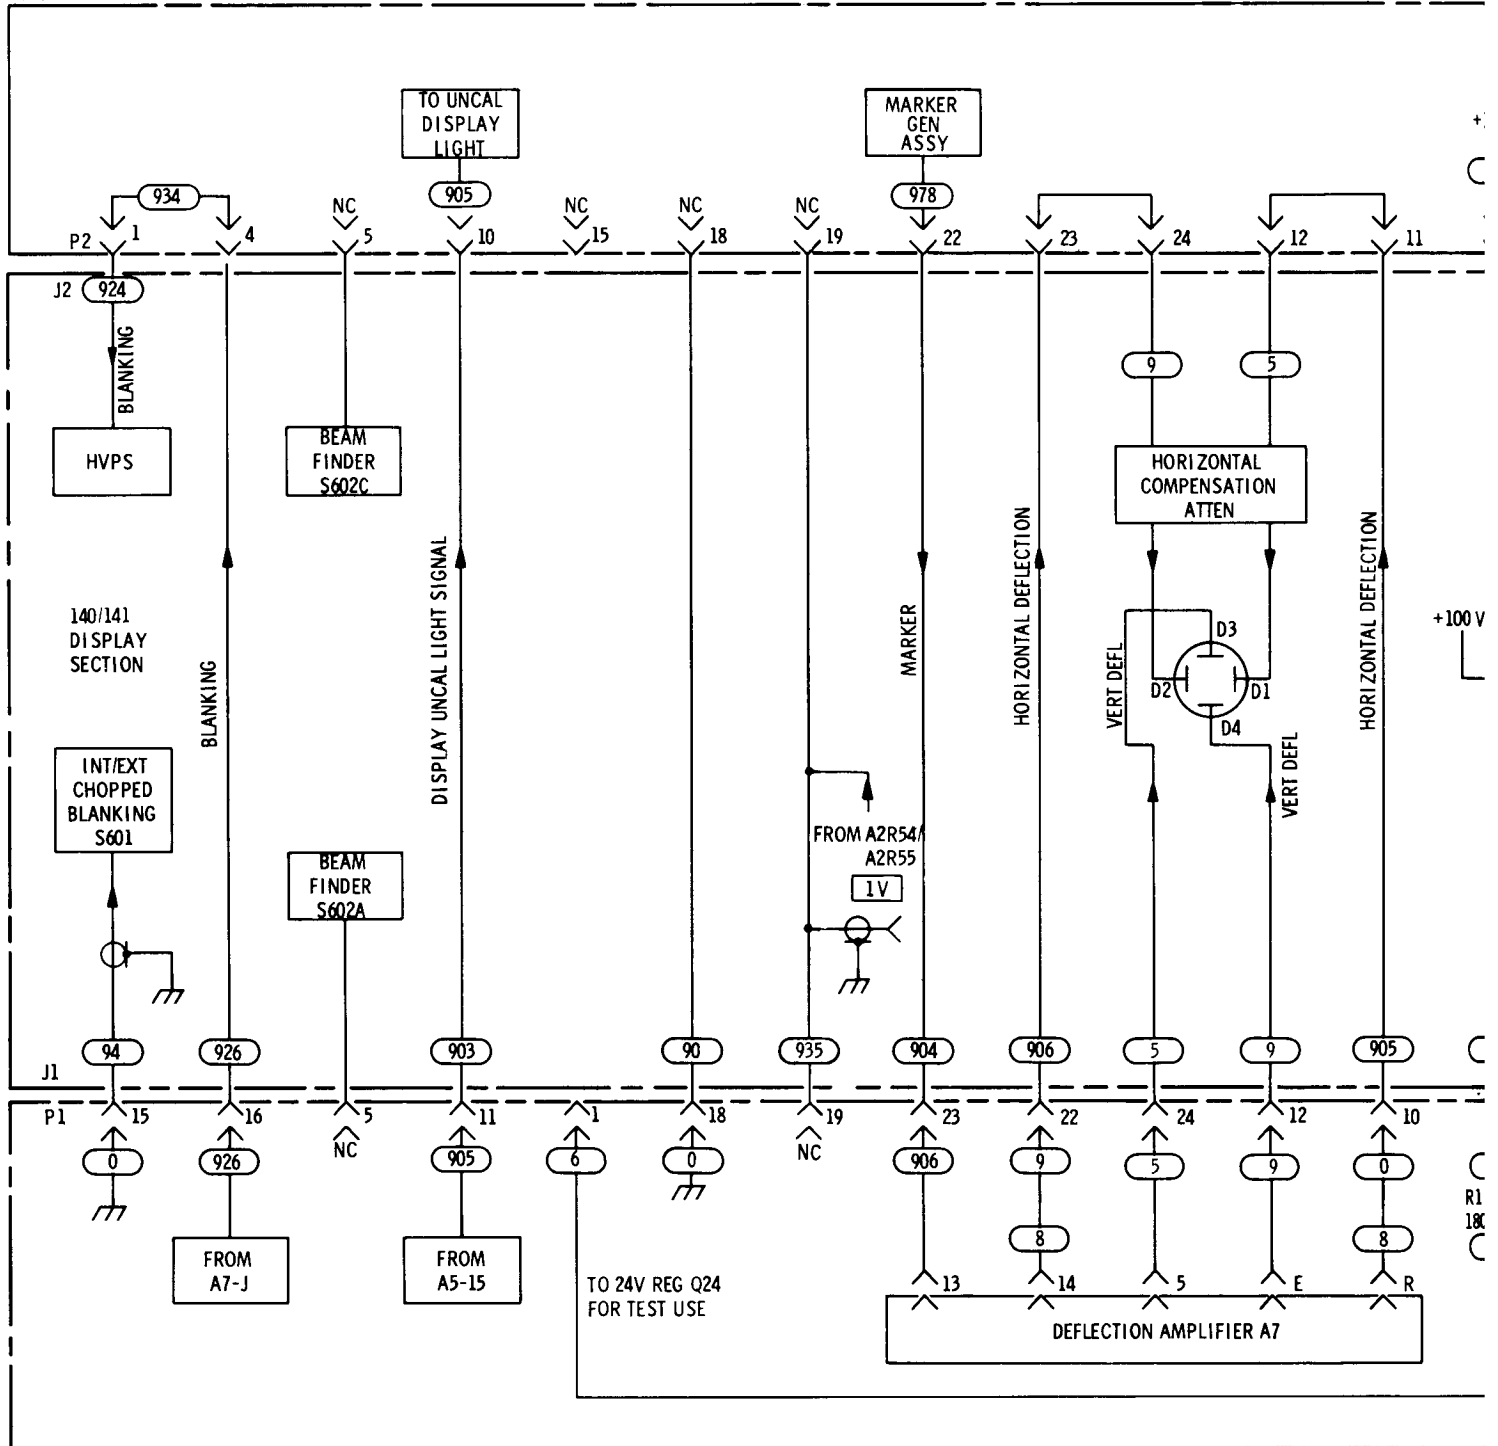 TO UNCAL
DISPLAY
LIGHT
MARKER
GEN
ASSY
934
NC
905
NC
NC
NC
978
P2
1
4
5
10
15
18
19
22
23
24
12
11
J2
924
BLANKING
9
5
HVPS
BEAM
FINDER
S602C
HORIZONTAL
COMPENSATION
ATTEN
140/141
DISPLAY
SECTION
BLANKING
DISPLAY UNCAL LIGHT SIGNAL
MARKER
HORIZONTAL DEFLECTION
VERT DEFL
D3
D2
D1
D4
VERT DEFL
HORIZONTAL DEFLECTION
+100 V
INT/EXT
CHOPPED
BLANKING
S601
BEAM
FINDER
S602A
FROM A2R54/
A2R55
1V
94
926
903
90
935
904
906
5
9
905
J1
P1
15
16
5
11
1
18
19
23
22
24
12
10
0
926
NC
905
6
0
NC
906
9
5
9
0
R1
180
8
8
FROM
A7-J
FROM
A5-15
TO 24V REG Q24
FOR TEST USE
13
14
5
E
R
DEFLECTION AMPLIFIER A7